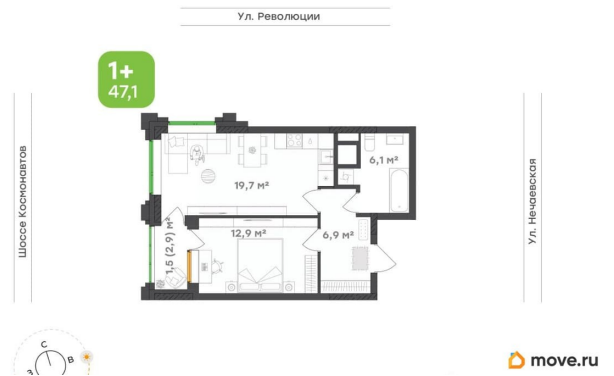 Ул. Революции
1+
47,1
Шоссе Космонавтов
Ул. Нечаевская
6,1 м²
19,7 м²
12,9 м²
6,9 м²
1,5 (2,9) м²
С
В
З
move.ru